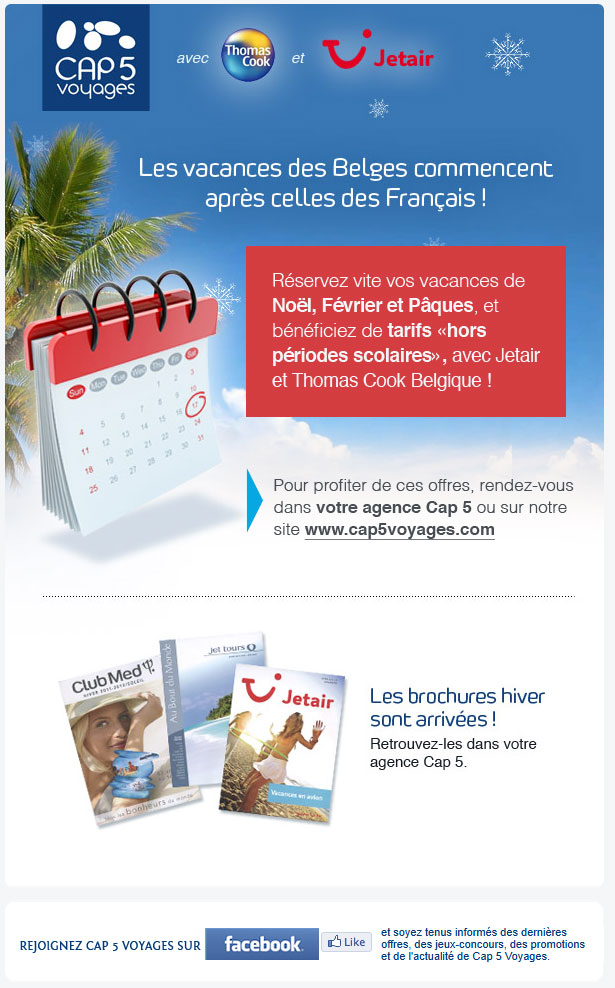 CAP 5
voyages
avec
Thomas
Cook
et
Jetair
Les vacances des Belges commencent
après celles des Français !
Réservez vite vos vacances de
Noël, Février et Pâques, et
bénéficiez de tarifs «hors
périodes scolaires», avec Jetair
et Thomas Cook Belgique !
Sun Mon Tue Wed Thu Fri Sat
1 2 3
4 5 6 7 8 9 10
11 12 13 14 15 16 17
18 19 20 21 22 23 24
25 26 27 28 29 30 31
Pour profiter de ces offres, rendez-vous
dans votre agence Cap 5 ou sur notre
site www.cap5voyages.com
Club Med
HIVER 2011-2012/SOLEIL
bonheurs du monde
jet tours
Au Bout du Monde
Jetair
Vacances en avion
Les brochures hiver
sont arrivées !
Retrouvez-les dans votre
agence Cap 5.
REJOIGNEZ CAP 5 VOYAGES SUR
facebook.
Like
et soyez tenus informés des dernières
offres, des jeux-concours, des promotions
et de l'actualité de Cap 5 Voyages.